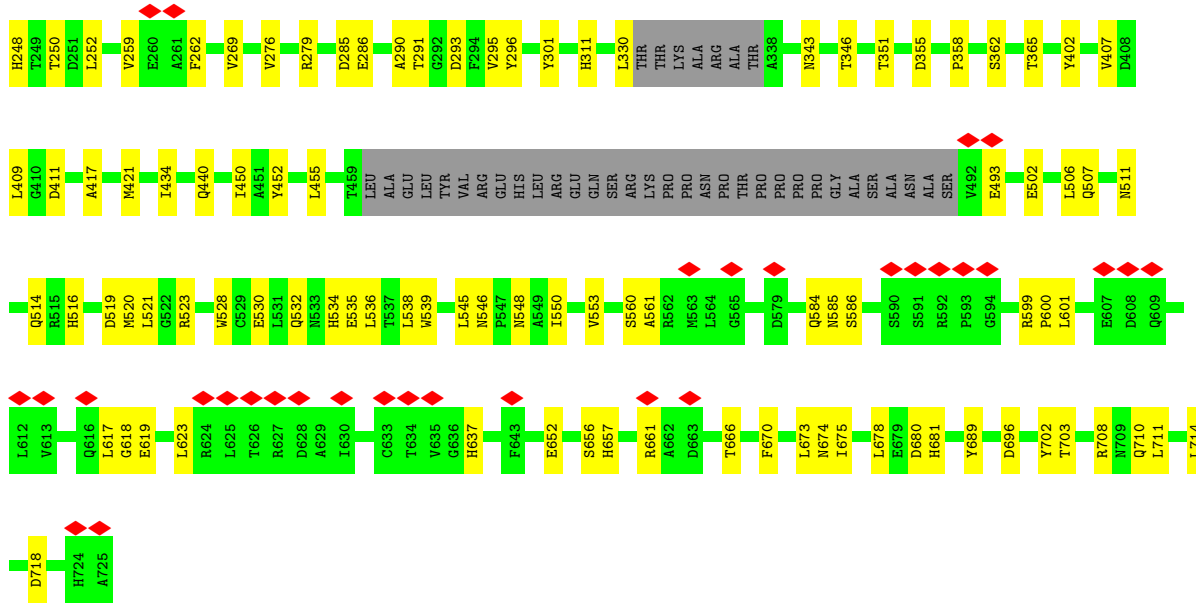 H248 T249 T250 D251 L252 V259 E260 A261 F262 V269 V276 R279 D285 E286 A290 T291 G292 D293 F294 V295 Y296 Y301 H311 L330 THR THR LYS ALA ARG ALA THR A338 N343 T346 T351 D355 P358 S362 T365 Y402 V407 D408
L409 G410 D411 A417 M421 I434 Q440 I450 A451 Y452 L455 T459 LEU ALA GLU LEU TYR VAL ARG GLU HIS LEU ARG GLU GLN SER ARG LYS PRO PRO ASN PRO THR PRO PRO PRO PRO GLY ALA SER ALA ASN ALA SER V492 E493 E502 L506 Q507 N511
Q514 R515 H516 D519 M520 L521 G522 R523 W528 C529 E530 L531 Q532 N533 H534 E535 L536 T537 L538 W539 L545 N546 P547 N548 A549 I550 V553 S560 A561 R562 M563 L564 G565 D579 Q584 N585 S586 S590 S591 R592 P593 G594 R599 P600 L601 E607 D608 Q609
L612 V613 Q616 L617 G618 E619 L623 R624 L625 T626 R627 D628 A629 I630 C633 T634 V635 G636 H637 F643 E652 S656 H657 R661 A662 D663 T666 F670 L673 N674 I675 L678 E679 D680 H681 Y689 D696 Y702 T703 R708 N709 Q710 L711 L714
D718 H724 A725